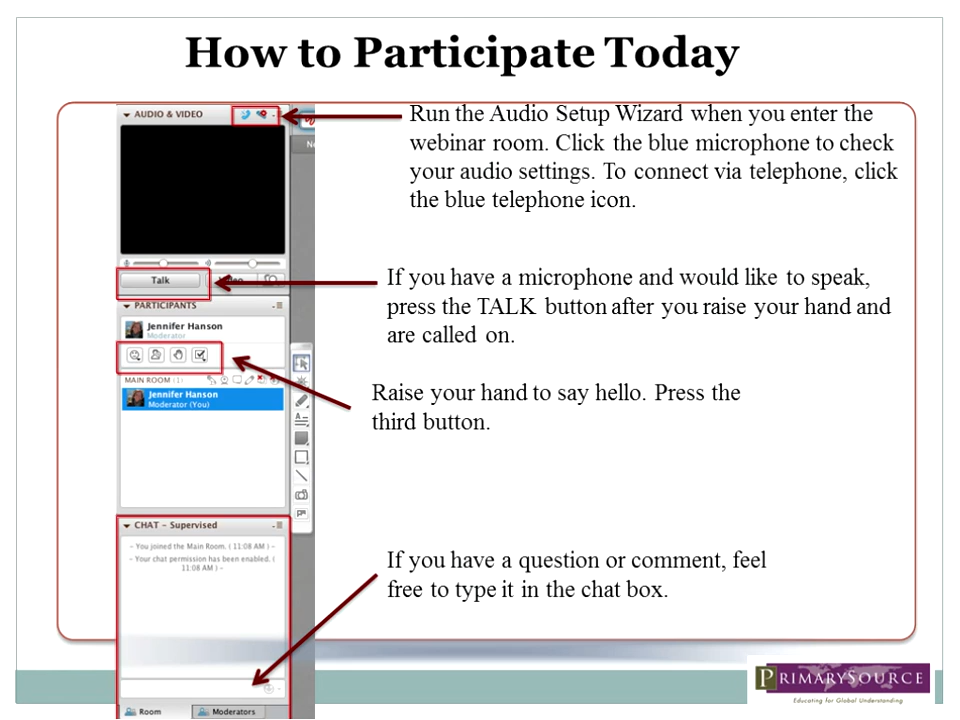 How to Participate Today
AUDIO & VIDEO
Run the Audio Setup Wizard when you enter the
webinar room. Click the blue microphone to check
your audio settings. To connect via telephone, click
the blue telephone icon.
Talk
If you have a microphone and would like to speak,
press the TALK button after you raise your hand and
are called on.
PARTICIPANTS
Jennifer Hanson
Moderator
Raise your hand to say hello. Press the
third button.
MAIN ROOM (1)
Jennifer Hanson
Moderator (You)
CHAT - Supervised
- You joined the Main Room. ( 11:08 AM ) -
- Your chat permission has been enabled. (
11:08 AM ) -
If you have a question or comment, feel
free to type it in the chat box.
Room
Moderators
PRIMARYSOURCE
Educating for Global Understanding